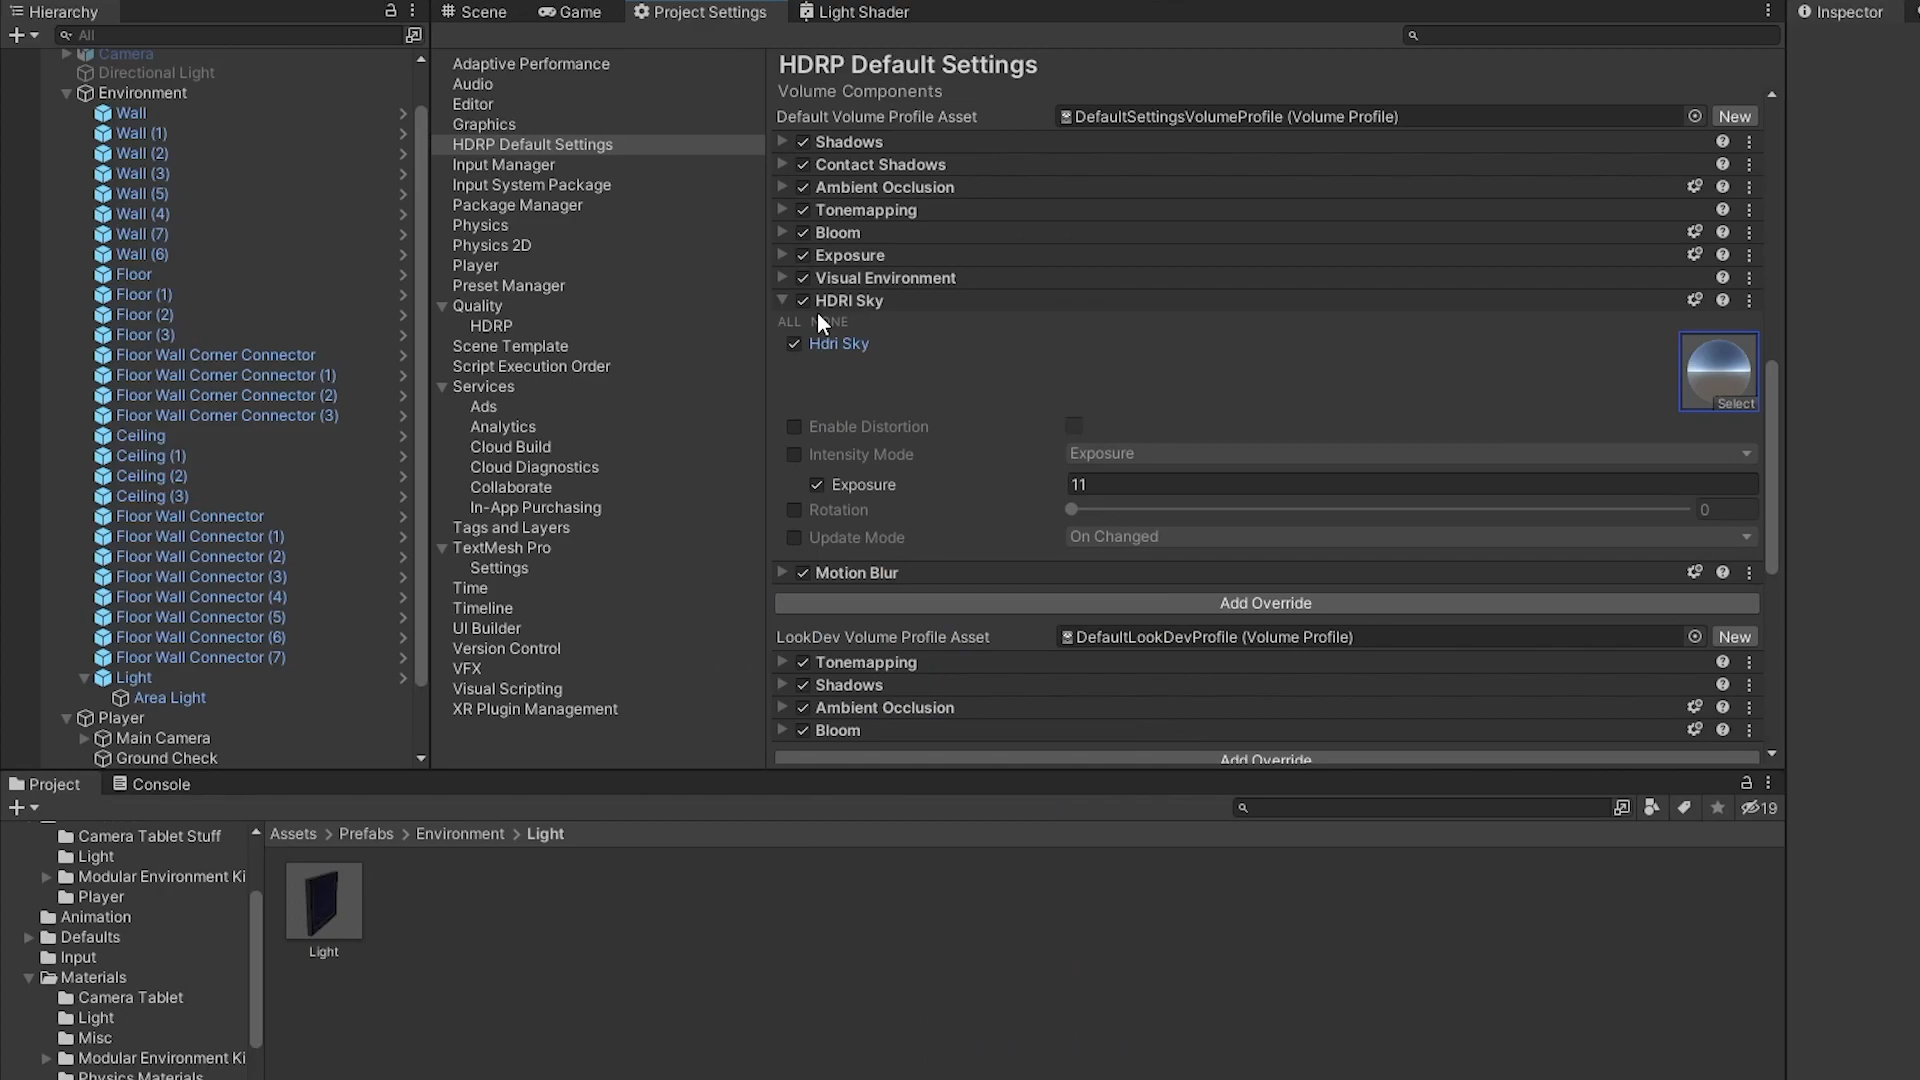 Hierarchy
All
Camera
Directional Light
Environment
Wall
Wall (1)
Wall (2)
Wall (3)
Wall (5)
Wall (4)
Wall (7)
Wall (6)
Floor
Floor (1)
Floor (2)
Floor (3)
Floor Wall Corner Connector
Floor Wall Corner Connector (1)
Floor Wall Corner Connector (2)
Floor Wall Corner Connector (3)
Ceiling
Ceiling (1)
Ceiling (2)
Ceiling (3)
Floor Wall Connector
Floor Wall Connector (1)
Floor Wall Connector (2)
Floor Wall Connector (3)
Floor Wall Connector (4)
Floor Wall Connector (5)
Floor Wall Connector (6)
Floor Wall Connector (7)
Light
Area Light
Player
Main Camera
Ground Check
Scene Game Project Settings Light Shader
Adaptive Performance
Audio
Editor
Graphics
HDRP Default Settings
Input Manager
Input System Package
Package Manager
Physics
Physics 2D
Player
Preset Manager
Quality
HDRP
Scene Template
Script Execution Order
Services
Ads
Analytics
Cloud Build
Cloud Diagnostics
Collaborate
In-App Purchasing
Tags and Layers
TextMesh Pro
Settings
Time
Timeline
UI Builder
Version Control
VFX
Visual Scripting
XR Plugin Management
HDRP Default Settings
Volume Components
Default Volume Profile Asset DefaultSettingsVolumeProfile (Volume Profile) New
Shadows
Contact Shadows
Ambient Occlusion
Tonemapping
Bloom
Exposure
Visual Environment
HDRI Sky
ALL NONE
Hdri Sky
Select
Enable Distortion
Intensity Mode Exposure
Exposure 11
Rotation 0
Update Mode On Changed
Motion Blur
Add Override
LookDev Volume Profile Asset DefaultLookDevProfile (Volume Profile) New
Tonemapping
Shadows
Ambient Occlusion
Bloom
Add Override
Inspector
Project Console
19
Camera Tablet Stuff
Light
Modular Environment Ki
Player
Animation
Defaults
Input
Materials
Camera Tablet
Light
Misc
Modular Environment Ki
Physics Materials
Assets > Prefabs > Environment > Light
Light